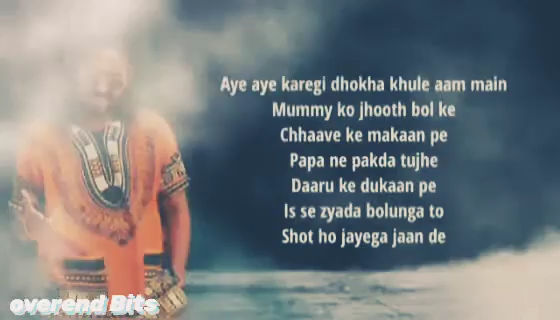 Aye aye karegi dhokha khule aam main
Mummy ko jhooth bol ke
Chhaave ke makaan pe
Papa ne pakda tujhe
Daaru ke dukaan pe
Is se zyada bolunga to
Shot ho jayega jaan de
overend Bits